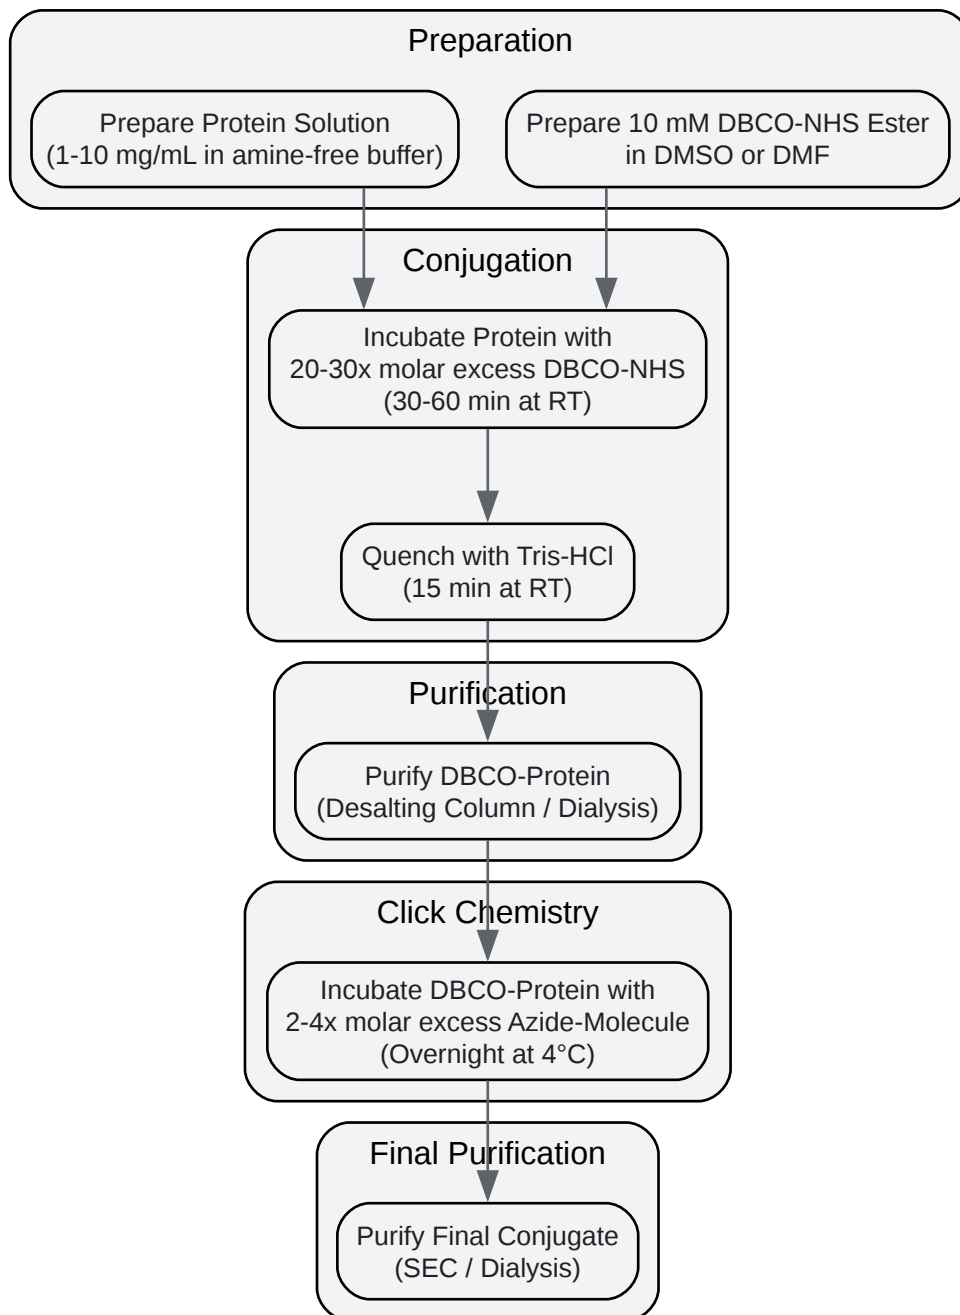 Preparation
Prepare Protein Solution
(1-10 mg/mL in amine-free buffer)
Prepare 10 mM DBCO-NHS Ester
in DMSO or DMF
Conjugation
Incubate Protein with
20-30x molar excess DBCO-NHS
(30-60 min at RT)
Quench with Tris-HCl
(15 min at RT)
Purification
Purify DBCO-Protein
(Desalting Column / Dialysis)
Click Chemistry
Incubate DBCO-Protein with
2-4x molar excess Azide-Molecule
(Overnight at 4°C)
Final Purification
Purify Final Conjugate
(SEC / Dialysis)